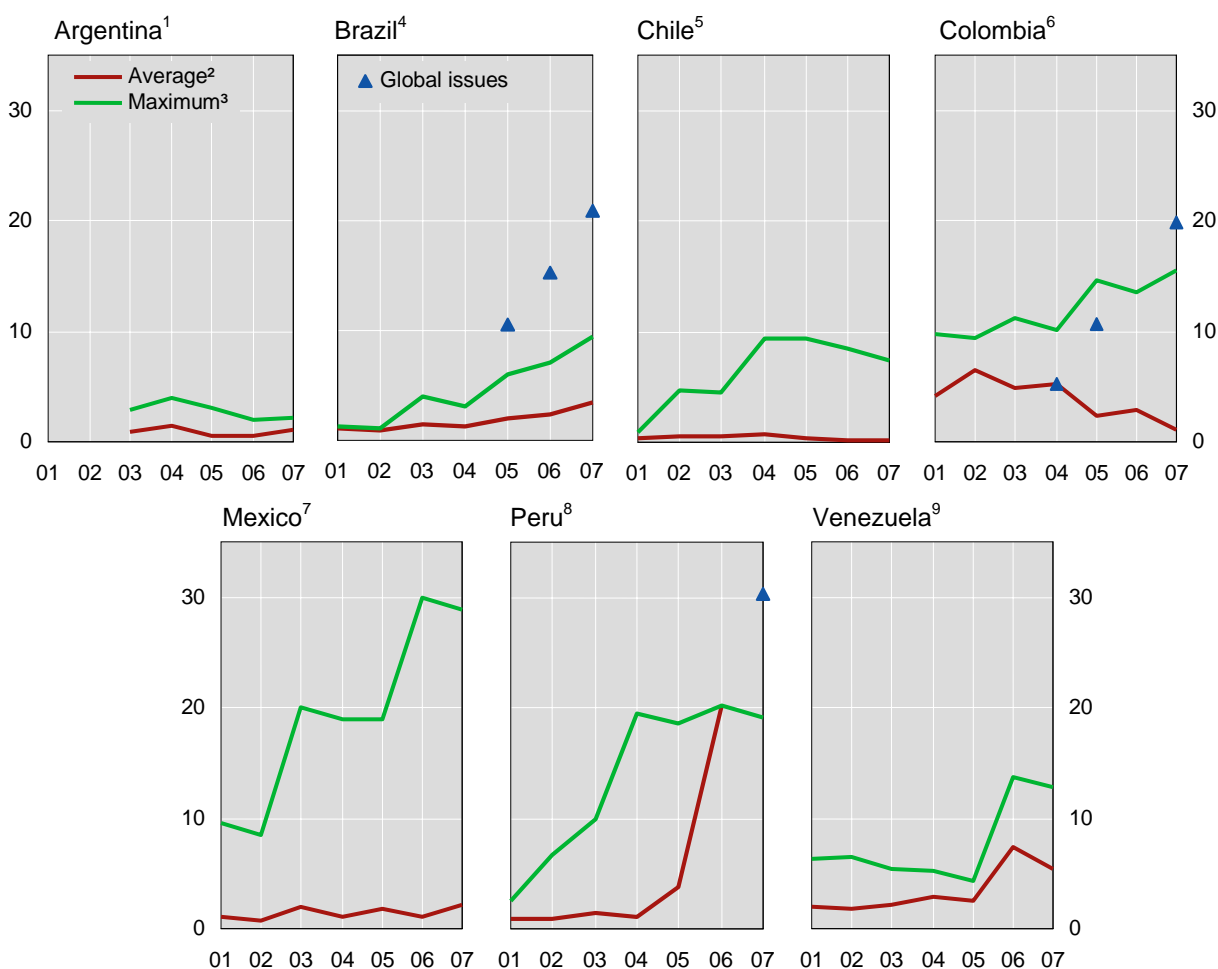 Argentina¹ Brazil⁴ Chile⁵ Colombia⁶
Average² Global issues
Maximum³
30 30
20 20
10 10
0 0
01 02 03 04 05 06 07 01 02 03 04 05 06 07 01 02 03 04 05 06 07 01 02 03 04 05 06 07
Mexico⁷ Peru⁸ Venezuela⁹
30 30
20 20
10 10
0 0
01 02 03 04 05 06 07 01 02 03 04 05 06 07 01 02 03 04 05 06 07